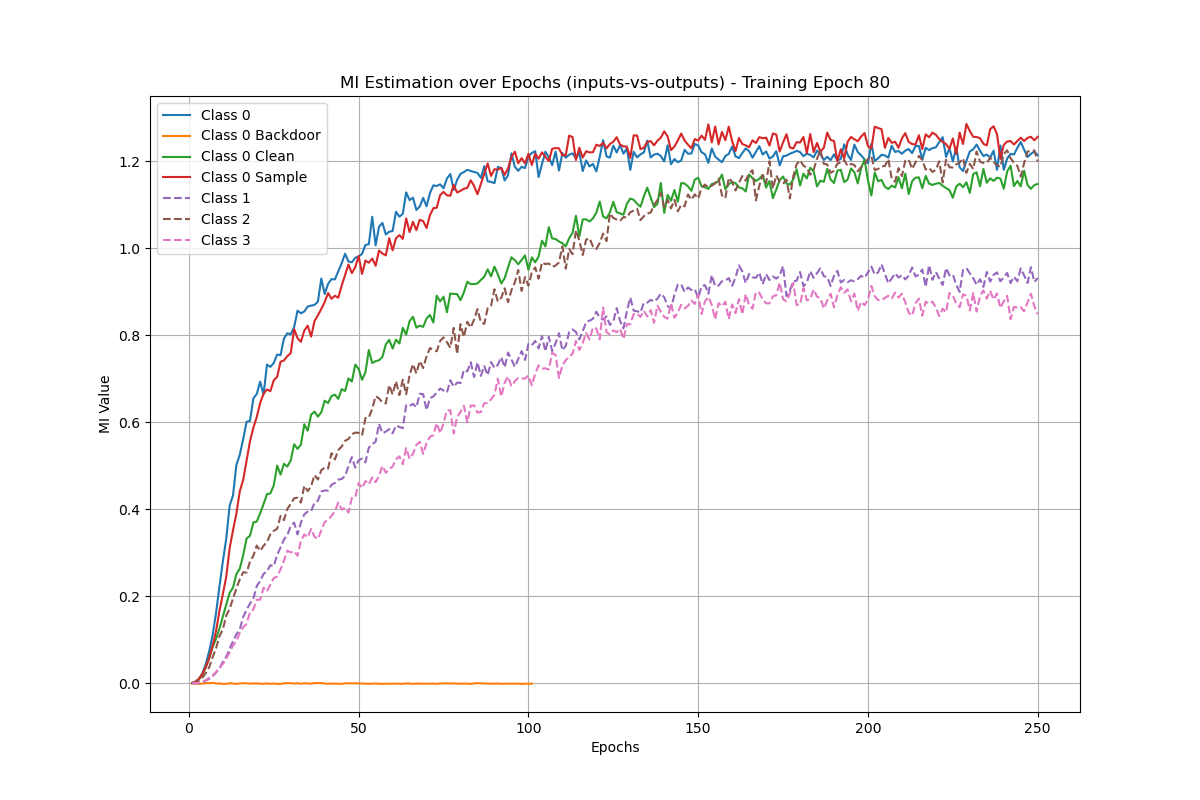 MI Estimation over Epochs (inputs-vs-outputs) - Training Epoch 80
Class 0
Class 0 Backdoor
Class 0 Clean
Class 0 Sample
Class 1
Class 2
Class 3
MI Value
1.2
1.0
0.8
0.6
0.4
0.2
0.0
0 50 100 150 200 250
Epochs